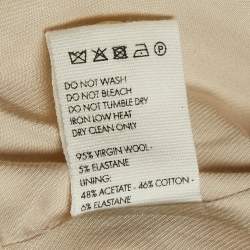 DO NOT WASH
DO NOT BLEACH
DO NOT TUMBLE DRY
IRON LOW HEAT
DRY CLEAN ONLY
95% VIRGIN WOOL -
5% ELASTANE
LINING:
48% ACETATE - 46% COTTON -
6% ELASTANE